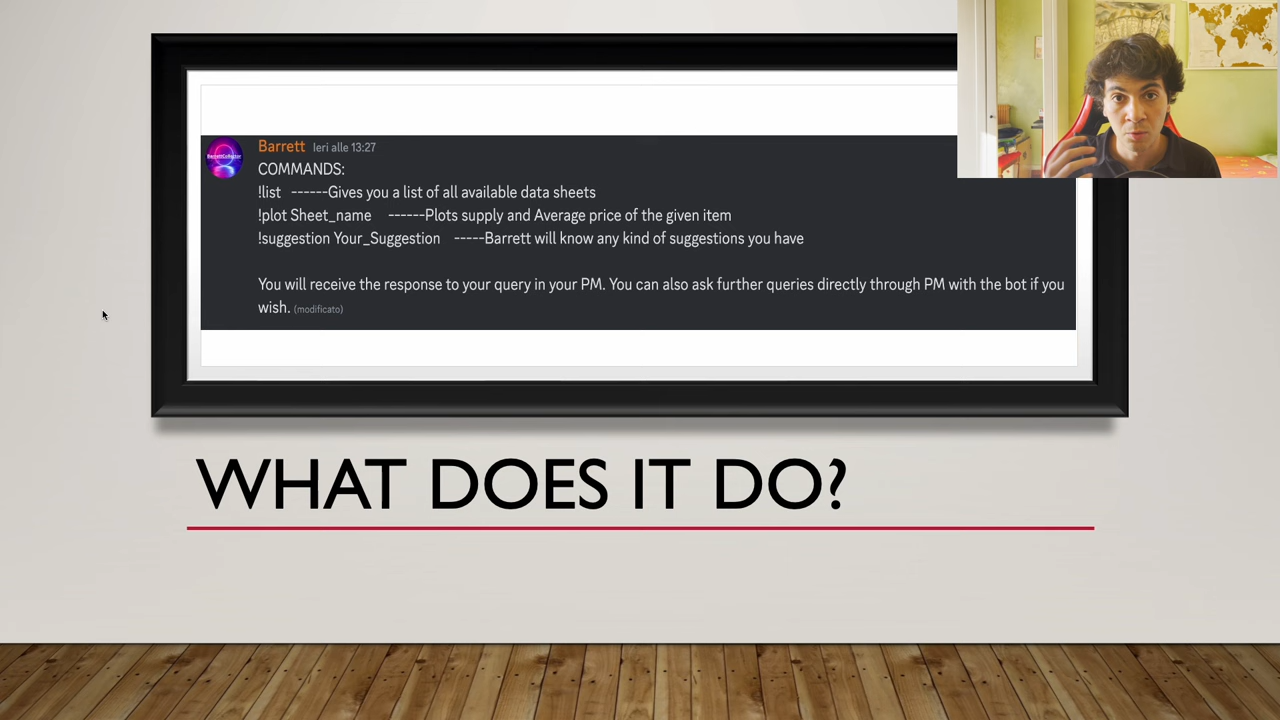 Barrett Ieri alle 13:27
COMMANDS:
!list ------Gives you a list of all available data sheets
!plot Sheet_name ------Plots supply and Average price of the given item
!suggestion Your_Suggestion -----Barrett will know any kind of suggestions you have
You will receive the response to your query in your PM. You can also ask further queries directly through PM with the bot if you
wish. (modificato)
WHAT DOES IT DO?